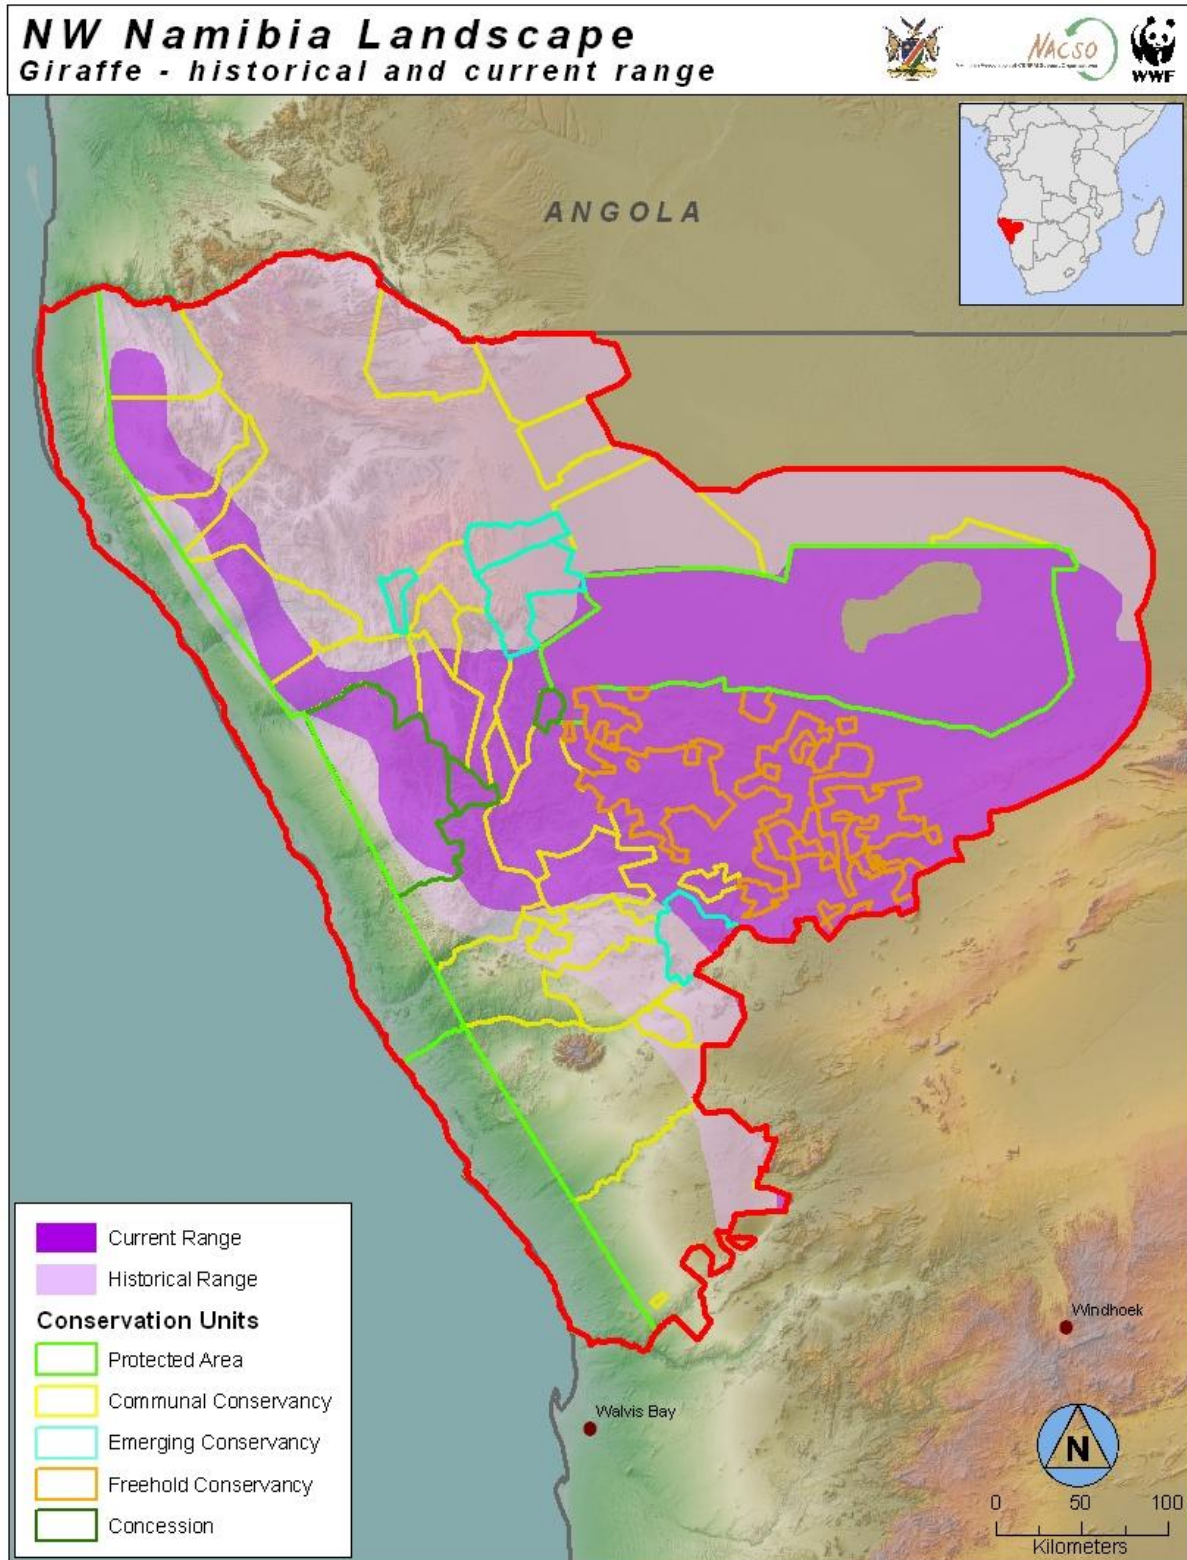 NW Namibia Landscape
Giraffe - historical and current range
NACSO
WWF
ANGOLA
Current Range
Historical Range
Conservation Units
Protected Area
Communal Conservancy
Emerging Conservancy
Freehold Conservancy
Concession
Windhoek
Walvis Bay
N
0 50 100
Kilometers